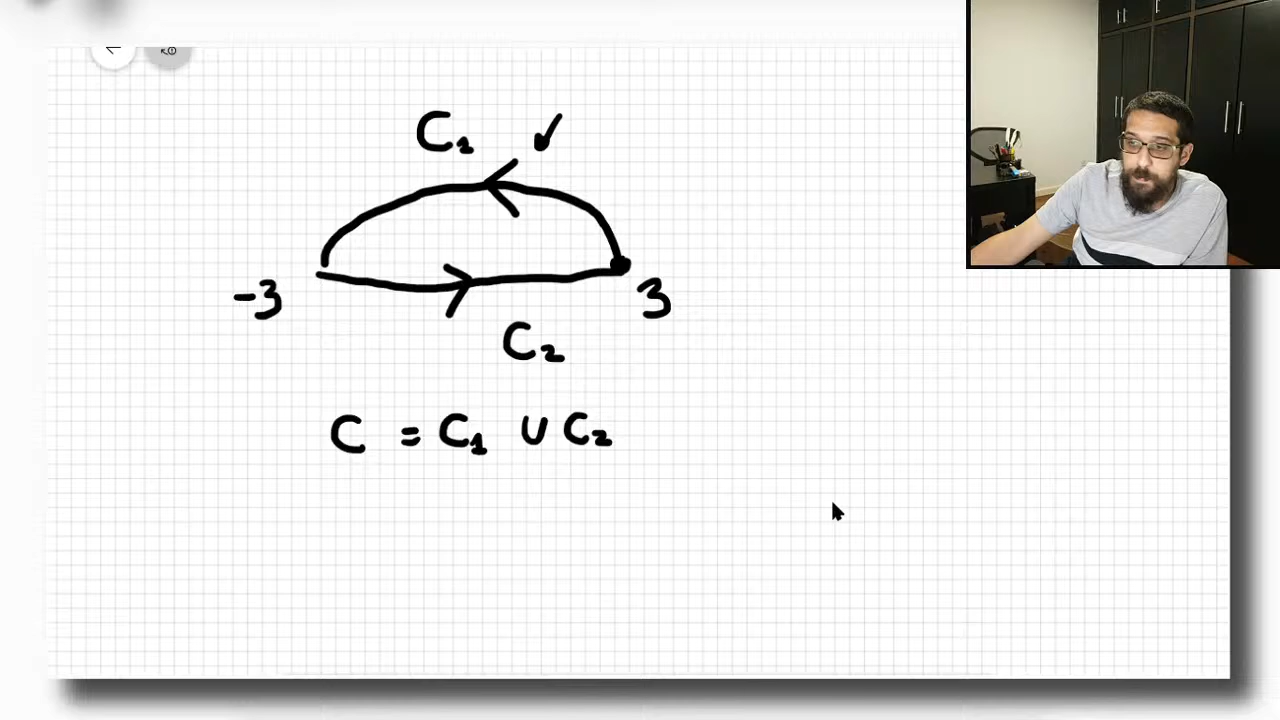 C₁ ✓
-3 3
C₂
C = C₁ ∪ C₂